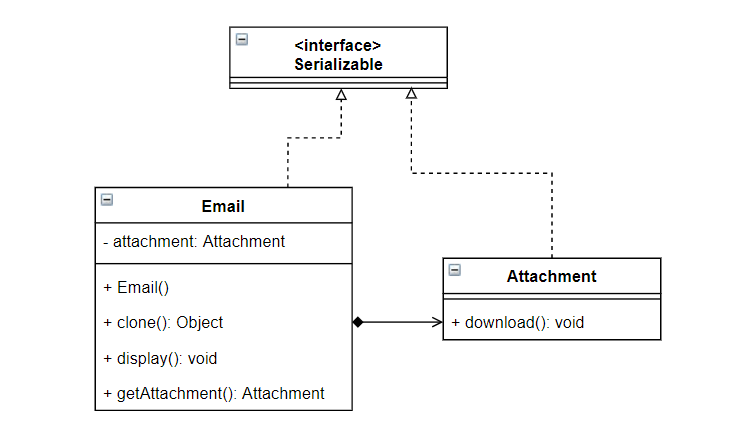 <interface>
Serializable
Email
- attachment: Attachment
+ Email()
+ clone(): Object
+ display(): void
+ getAttachment(): Attachment
Attachment
+ download(): void